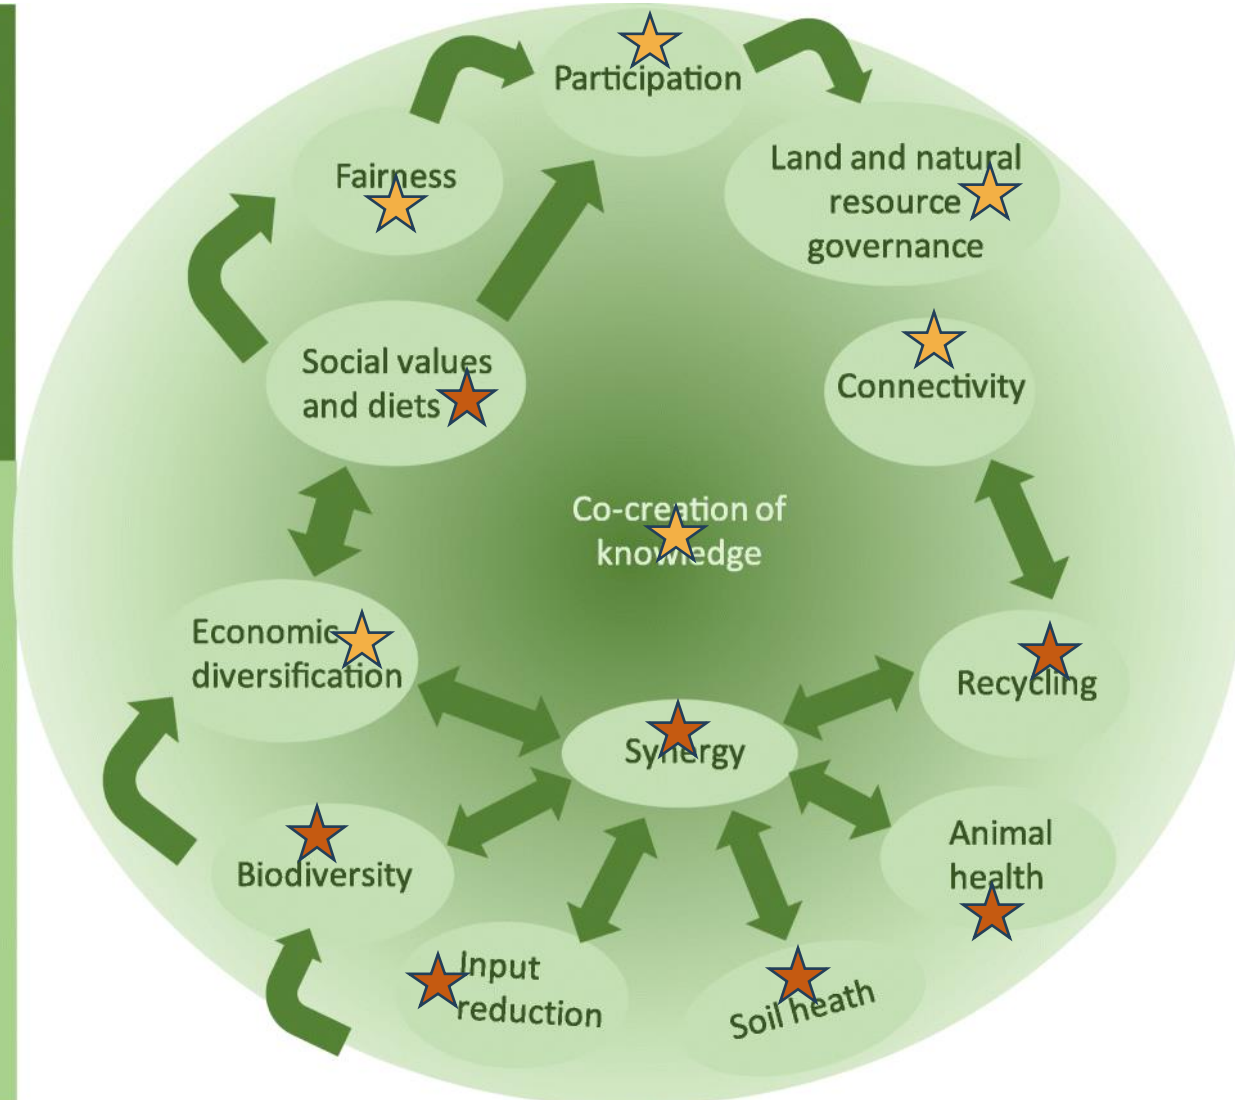 Participation
Fairness
Land and natural
resource
governance
Social values
and diets
Connectivity
Co-creation of
knowledge
Economic
diversification
Recycling
Synergy
Biodiversity
Animal
health
Input
reduction
Soil heath